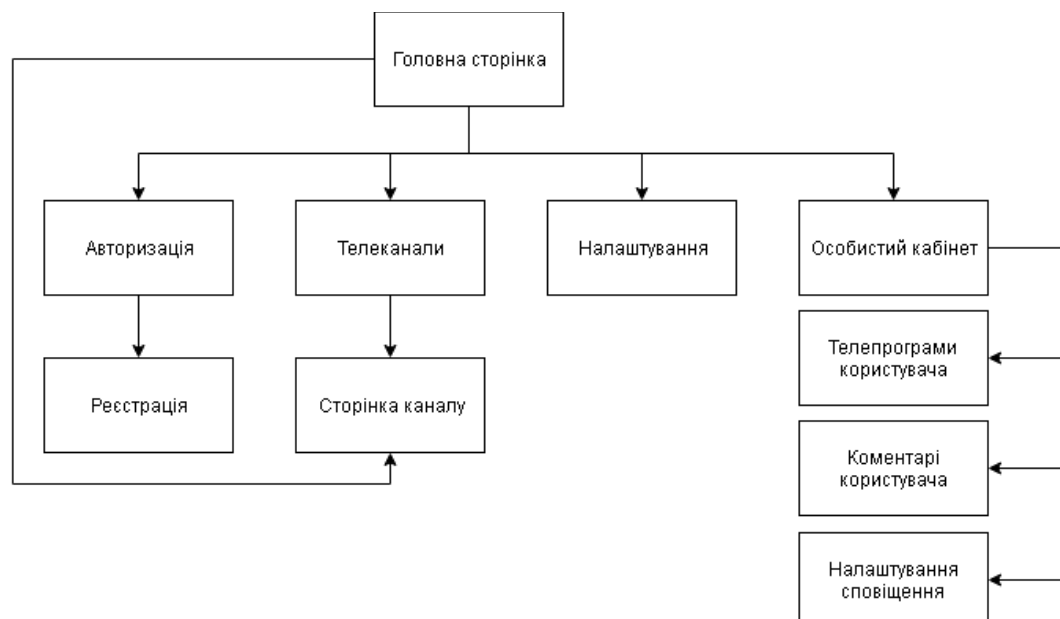 Головна сторінка
Авторизація
Телеканали
Налаштування
Особистий кабінет
Реєстрація
Сторінка каналу
Телепрограми
користувача
Коментарі
користувача
Налаштування
сповіщення